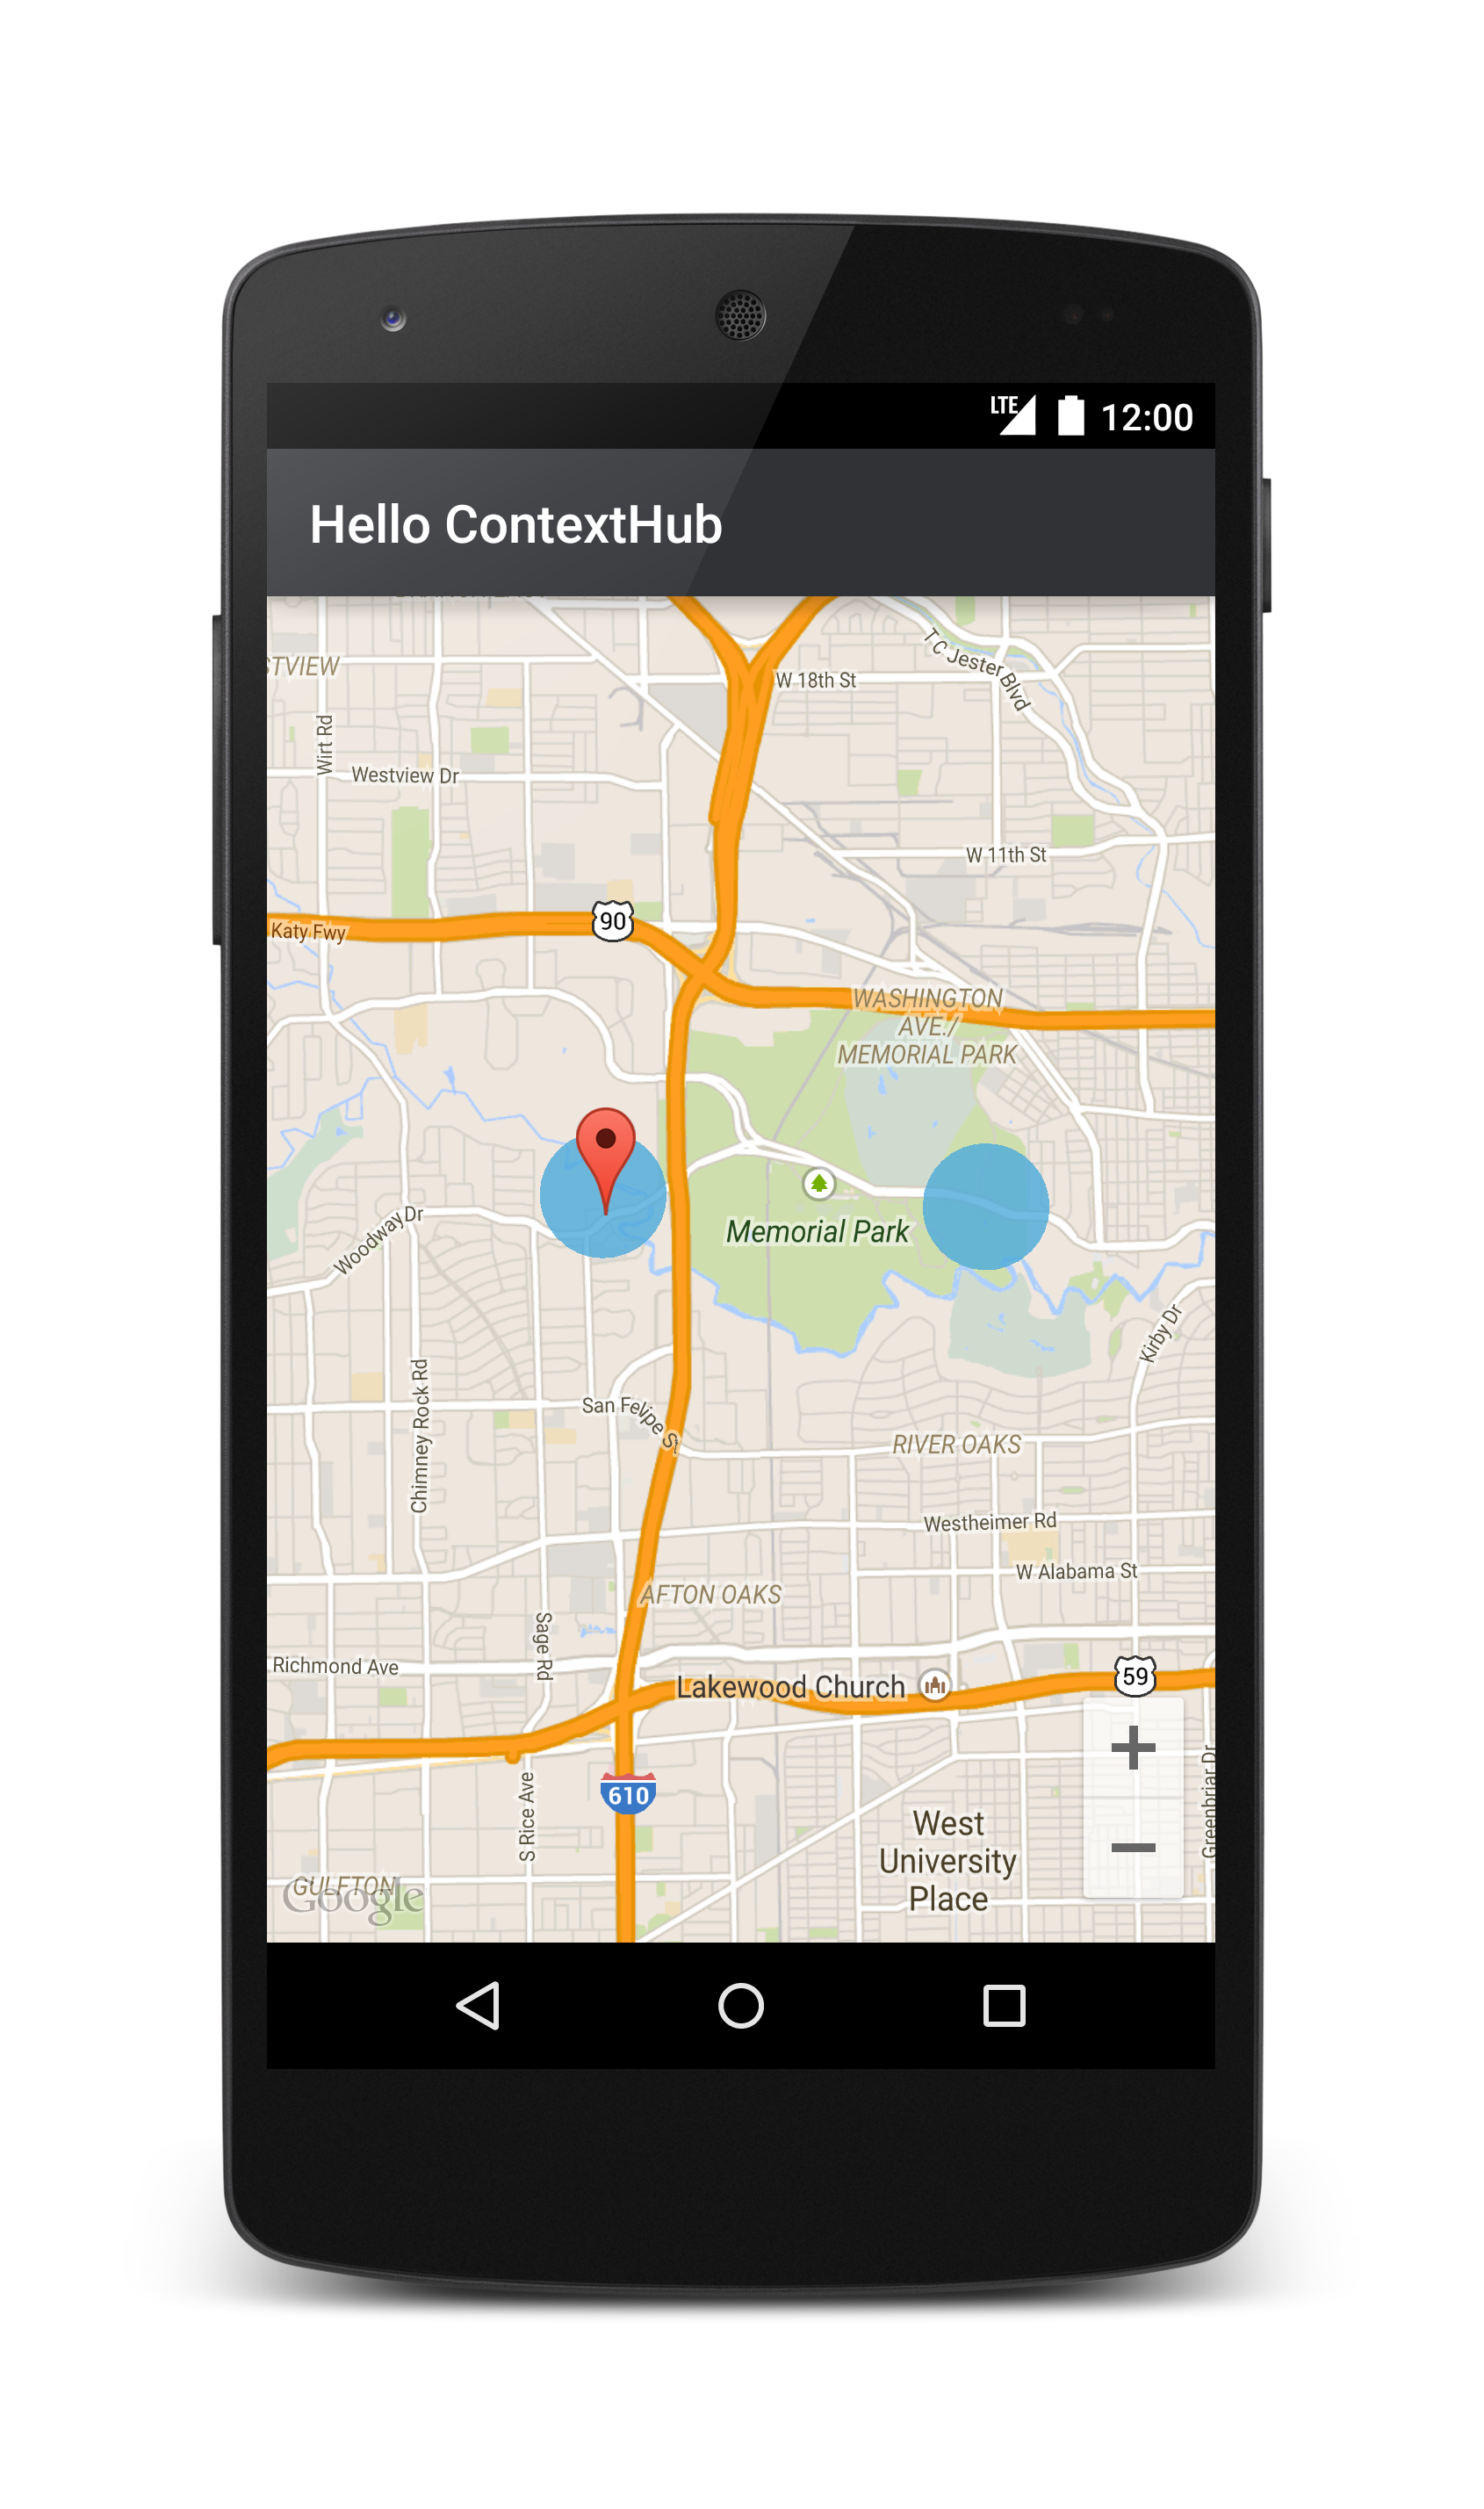 LTE 12:00
Hello ContextHub
STVIEW
W 18th St
T C Jester Blvd
Wirt Rd
Westview Dr
W 11th St
90
Katy Fwy
WASHINGTON
AVE./
MEMORIAL PARK
Memorial Park
Woodway Dr
Kirby Dr
Chimney Rock Rd
San Felipe St
RIVER OAKS
Westheimer Rd
W Alabama St
AFTON OAKS
Sage Rd
Richmond Ave
Lakewood Church
59
610
S Rice Ave
Greenbriar Dr
West
University
Place
GULFTON
Google